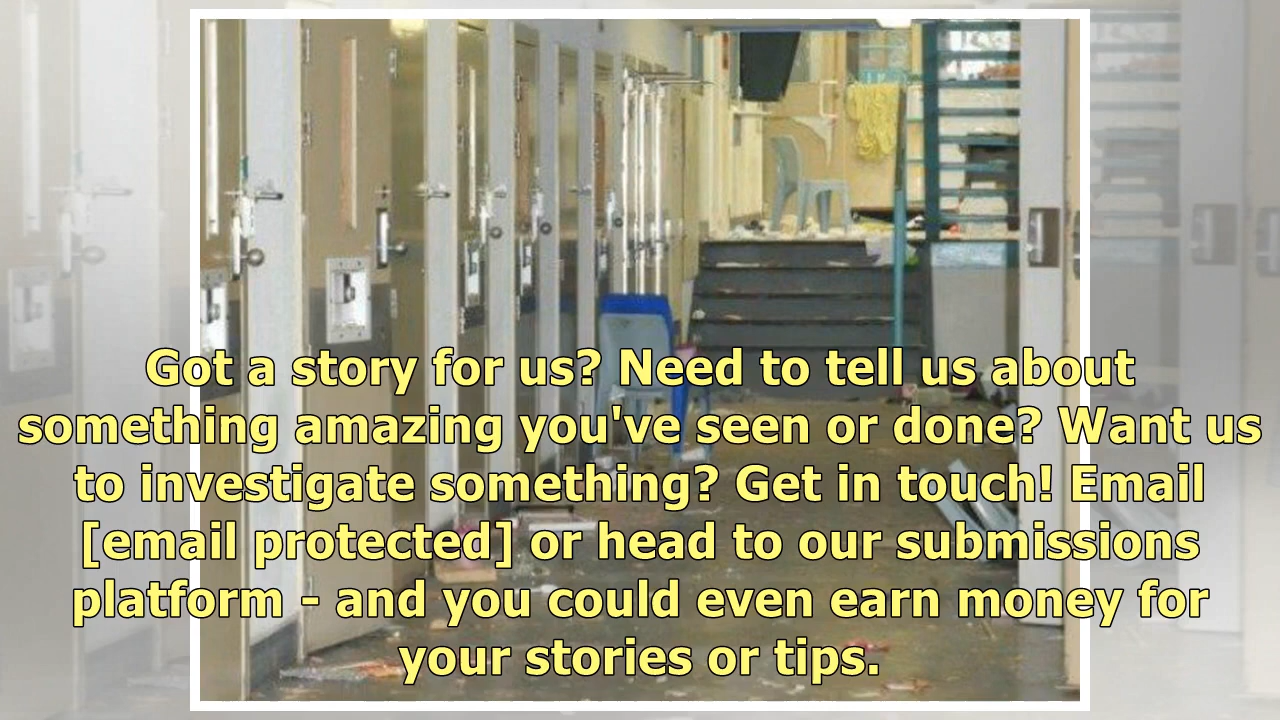 Got a story for us? Need to tell us about
something amazing you've seen or done? Want us
to investigate something? Get in touch! Email
[email protected] or head to our submissions
platform - and you could even earn money for
your stories or tips.